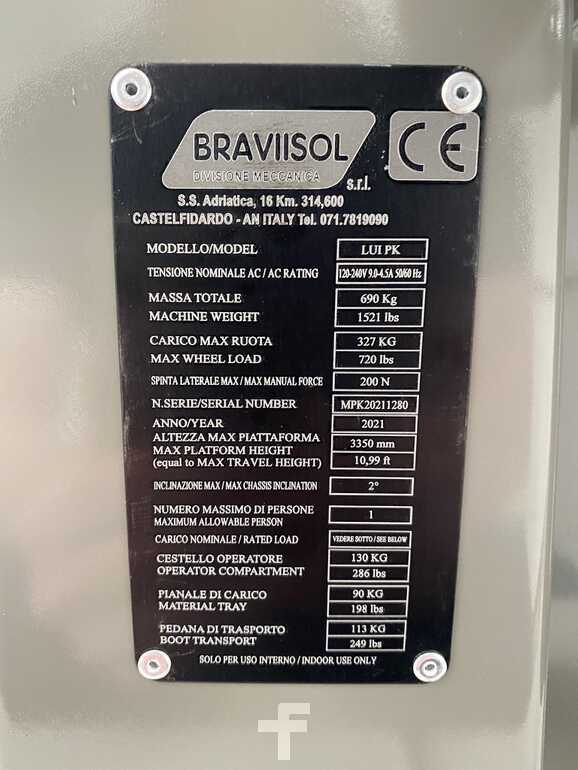 BRAVIISOL
DIVISIONE MECCANICA
s.r.l.
CE
S.S. Adriatica, 16 Km. 314,600
CASTELFIDARDO - AN ITALY Tel. 071.7819090
MODELLO/MODEL LUI PK
TENSIONE NOMINALE AC / AC RATING 120-240V 9.0-4.5A 50/60 Hz
MASSA TOTALE 690 Kg
MACHINE WEIGHT 1521 lbs
CARICO MAX RUOTA 327 KG
MAX WHEEL LOAD 720 lbs
SPINTA LATERALE MAX / MAX MANUAL FORCE 200 N
N.SERIE/SERIAL NUMBER MPK20211280
ANNO/YEAR 2021
ALTEZZA MAX PIATTAFORMA 3350 mm
MAX PLATFORM HEIGHT
(equal to MAX TRAVEL HEIGHT) 10,99 ft
INCLINAZIONE MAX / MAX CHASSIS INCLINATION 2°
NUMERO MASSIMO DI PERSONE
MAXIMUM ALLOWABLE PERSON 1
CARICO NOMINALE / RATED LOAD VEDERE SOTTO / SEE BELOW
CESTELLO OPERATORE 130 KG
OPERATOR COMPARTMENT 286 lbs
PIANALE DI CARICO 90 KG
MATERIAL TRAY 198 lbs
PEDANA DI TRASPORTO 113 KG
BOOT TRANSPORT 249 lbs
SOLO PER USO INTERNO / INDOOR USE ONLY